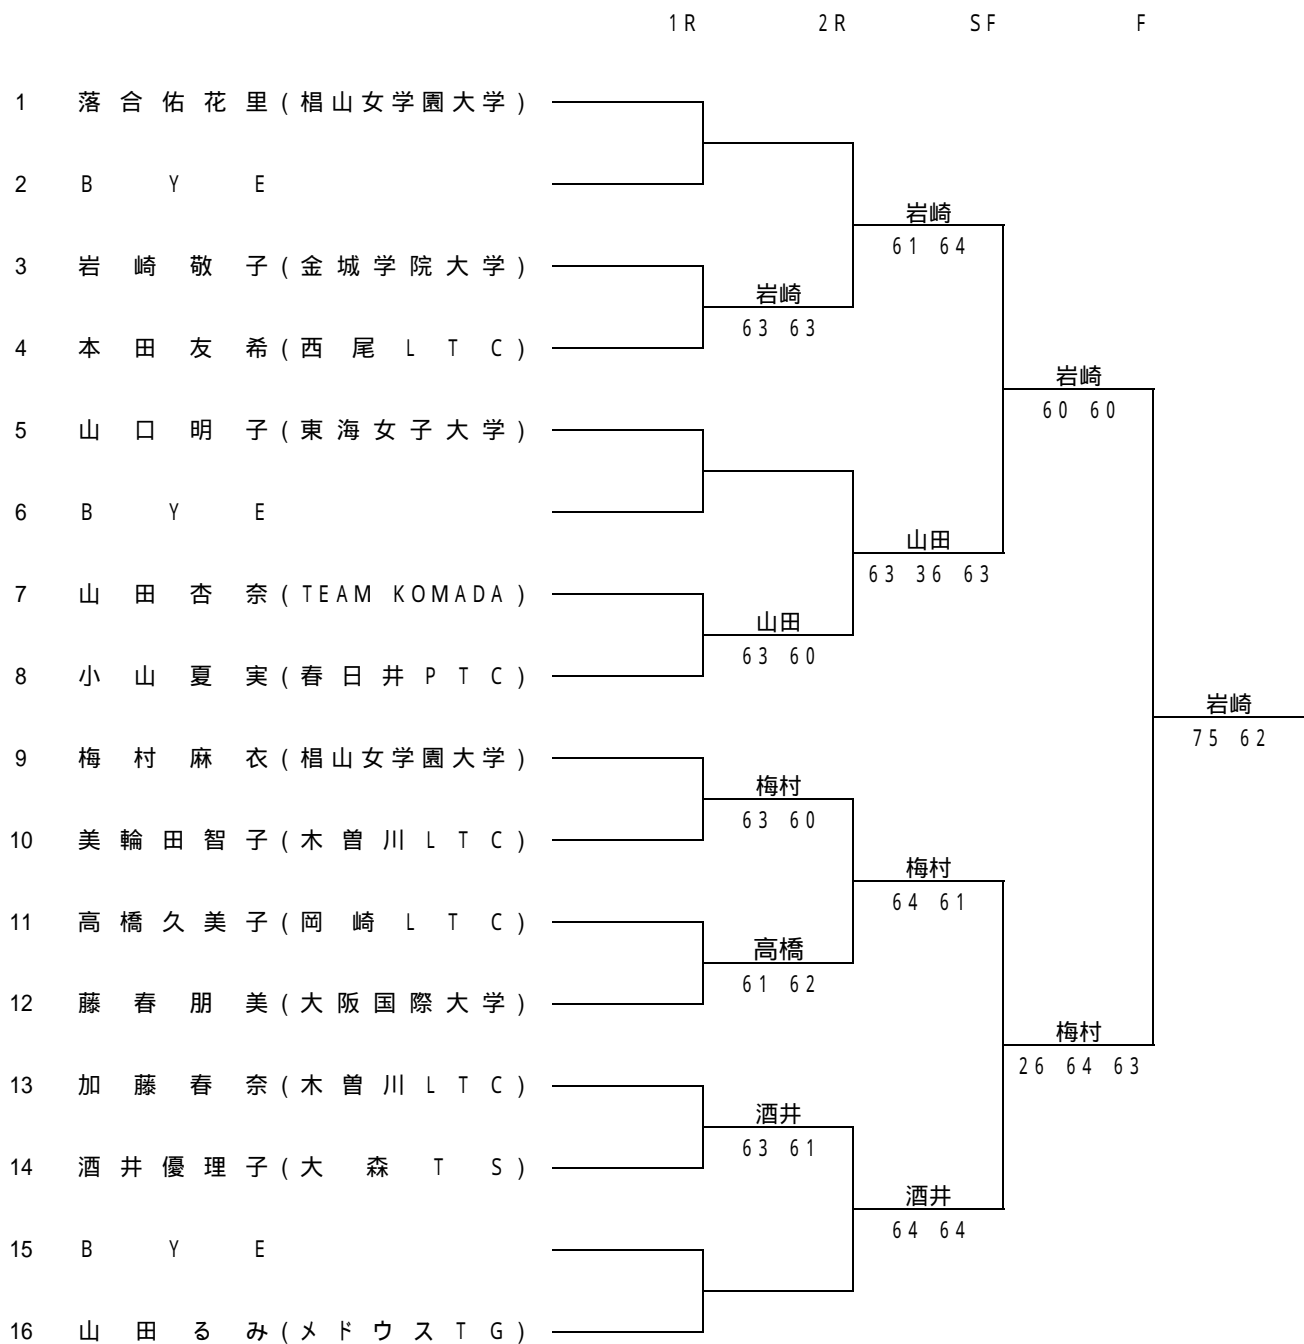 1R 2R SF F
1 落合佑花里(椙山女学園大学)
2 BYE
岩崎
61 64
3 岩崎敬子(金城学院大学)
岩崎
63 63
4 本田友希(西尾LTC)
岩崎
60 60
5 山口明子(東海女子大学)
6 BYE
山田
63 36 63
7 山田杏奈(TEAM KOMADA)
山田
63 60
8 小山夏実(春日井PTC)
岩崎
75 62
9 梅村麻衣(椙山女学園大学)
梅村
63 60
10 美輪田智子(木曽川LTC)
梅村
64 61
11 高橋久美子(岡崎LTC)
高橋
61 62
12 藤春朋美(大阪国際大学)
梅村
26 64 63
13 加藤春奈(木曽川LTC)
酒井
63 61
14 酒井優理子(大森TS)
酒井
64 64
15 BYE
16 山田るみ(メドウスTG)